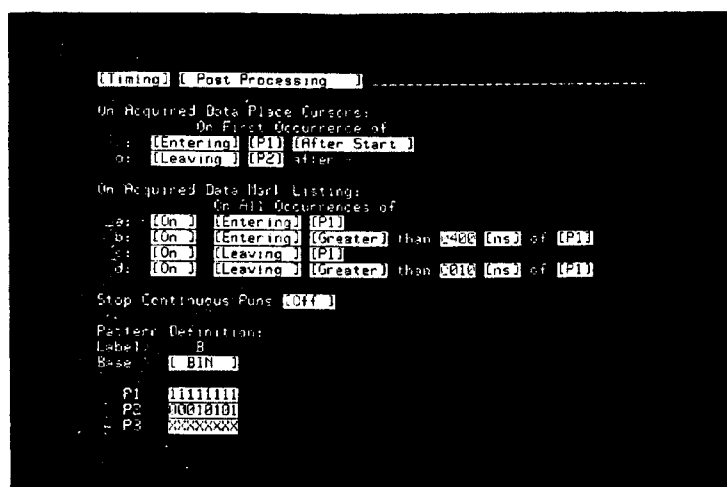 [Timing] [ Post Processing ]
On Acquired Data Place Cursors:
On First Occurrence of
[Entering] [P1] [After Start ]
o: [Leaving ] [P2] after
On Acquired Data Mark Listing:
On All Occurrences of
a: [On ] [Entering] [P1]
b: [On ] [Entering] [Greater] than 0400 [ns] of [P1]
c: [On ] [Leaving ] [P1]
d: [On ] [Leaving ] [Greater] than 0010 [ns] of [P1]
Stop Continuous Runs [Off ]
Pattern Definition:
Label: B
Base [ BIN ]
P1 11111111
P2 00010101
P3 XXXXXXXX